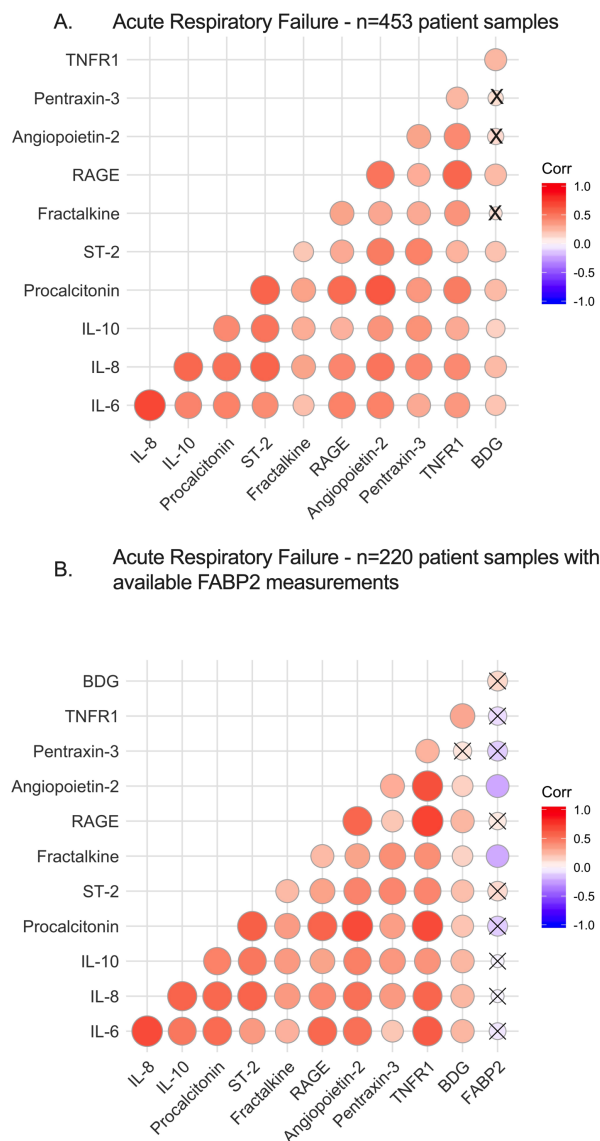 A. Acute Respiratory Failure - n=453 patient samples
TNFR1
Pentraxin-3
Angiopoietin-2
RAGE
Fractalkine
ST-2
Procalcitonin
IL-10
IL-8
IL-6
IL-8
IL-10
Procalcitonin
ST-2
Fractalkine
RAGE
Angiopoietin-2
Pentraxin-3
TNFR1
BDG
Corr
1.0
0.5
0.0
0.5
-1.0
B. Acute Respiratory Failure - n=220 patient samples with
available FABP2 measurements
BDG
TNFR1
Pentraxin-3
Angiopoietin-2
RAGE
Fractalkine
ST-2
Procalcitonin
IL-10
IL-8
IL-6
IL-8
IL-10
Procalcitonin
ST-2
Fractalkine
RAGE
Angiopoietin-2
Pentraxin-3
TNFR1
BDG
FABP2
Corr
1.0
0.5
0.0
-0.5
-1.0